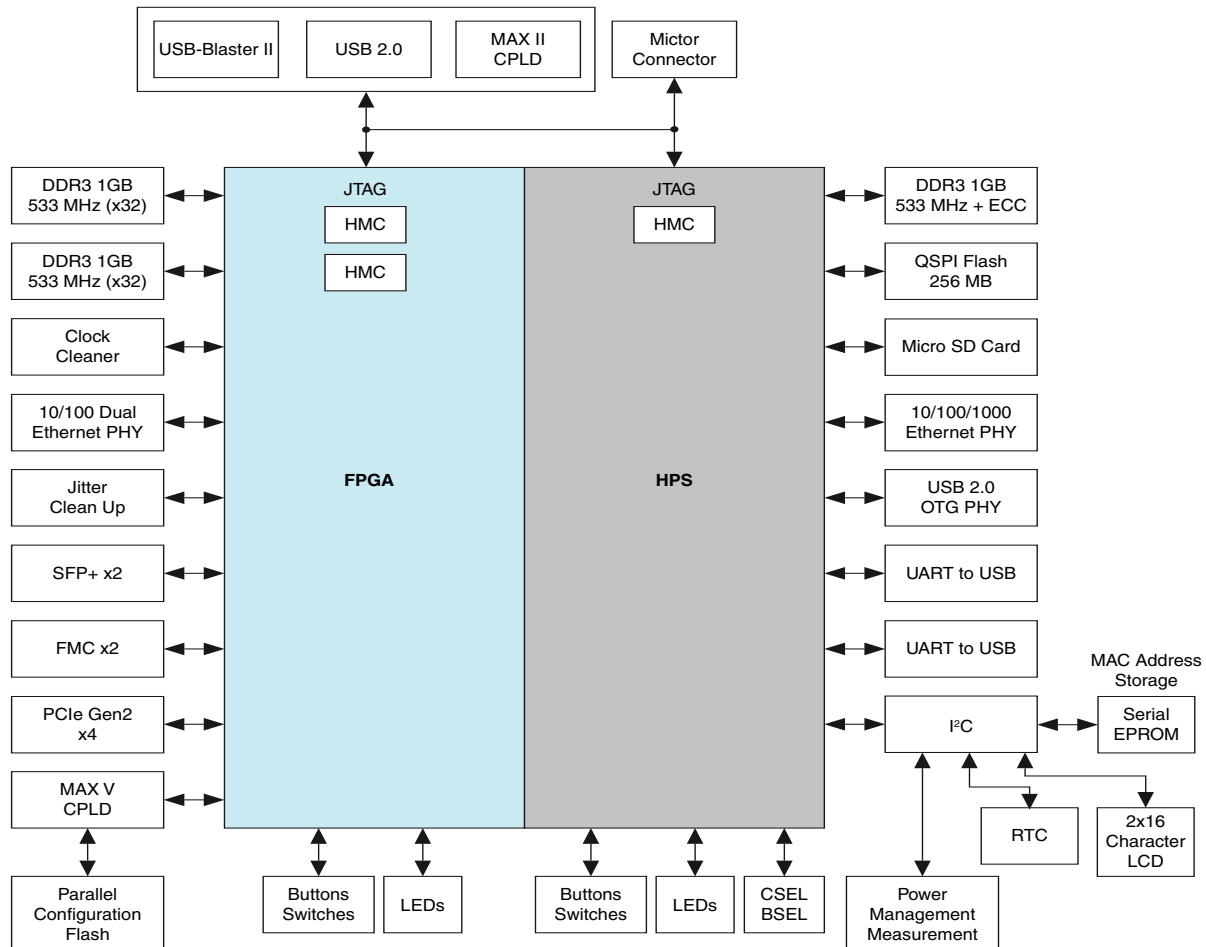 USB-Blaster II
USB 2.0
MAX II
CPLD
Mictor
Connector
DDR3 1GB
533 MHz (x32)
DDR3 1GB
533 MHz (x32)
Clock
Cleaner
10/100 Dual
Ethernet PHY
Jitter
Clean Up
SFP+ x2
FMC x2
PCIe Gen2
x4
MAX V
CPLD
Parallel
Configuration
Flash
JTAG
HMC
HMC
FPGA
Buttons
Switches
LEDs
JTAG
HMC
HPS
Buttons
Switches
LEDs
CSEL
BSEL
DDR3 1GB
533 MHz + ECC
QSPI Flash
256 MB
Micro SD Card
10/100/1000
Ethernet PHY
USB 2.0
OTG PHY
UART to USB
UART to USB
I²C
MAC Address
Storage
Serial
EPROM
Power
Management
Measurement
RTC
2x16
Character
LCD